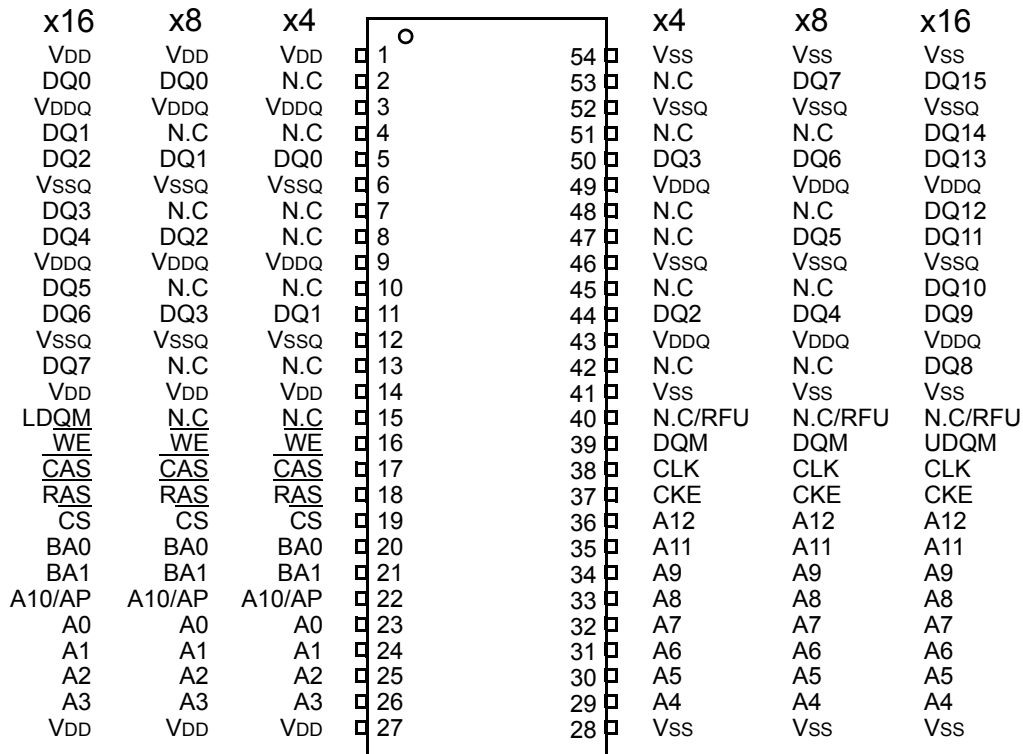 x16 x8 x4 x4 x8 x16
VDD VDD VDD 1 54 VSS VSS VSS
DQ0 DQ0 N.C 2 53 N.C DQ7 DQ15
VDDQ VDDQ VDDQ 3 52 VSSQ VSSQ VSSQ
DQ1 N.C N.C 4 51 N.C N.C DQ14
DQ2 DQ1 DQ0 5 50 DQ3 DQ6 DQ13
VSSQ VSSQ VSSQ 6 49 VDDQ VDDQ VDDQ
DQ3 N.C N.C 7 48 N.C N.C DQ12
DQ4 DQ2 N.C 8 47 N.C DQ5 DQ11
VDDQ VDDQ VDDQ 9 46 VSSQ VSSQ VSSQ
DQ5 N.C N.C 10 45 N.C N.C DQ10
DQ6 DQ3 DQ1 11 44 DQ2 DQ4 DQ9
VSSQ VSSQ VSSQ 12 43 VDDQ VDDQ VDDQ
DQ7 N.C N.C 13 42 N.C N.C DQ8
VDD VDD VDD 14 41 VSS VSS VSS
LDQM N.C N.C 15 40 N.C/RFU N.C/RFU N.C/RFU
WE WE WE 16 39 DQM DQM UDQM
CAS CAS CAS 17 38 CLK CLK CLK
RAS RAS RAS 18 37 CKE CKE CKE
CS CS CS 19 36 A12 A12 A12
BA0 BA0 BA0 20 35 A11 A11 A11
BA1 BA1 BA1 21 34 A9 A9 A9
A10/AP A10/AP A10/AP 22 33 A8 A8 A8
A0 A0 A0 23 32 A7 A7 A7
A1 A1 A1 24 31 A6 A6 A6
A2 A2 A2 25 30 A5 A5 A5
A3 A3 A3 26 29 A4 A4 A4
VDD VDD VDD 27 28 VSS VSS VSS